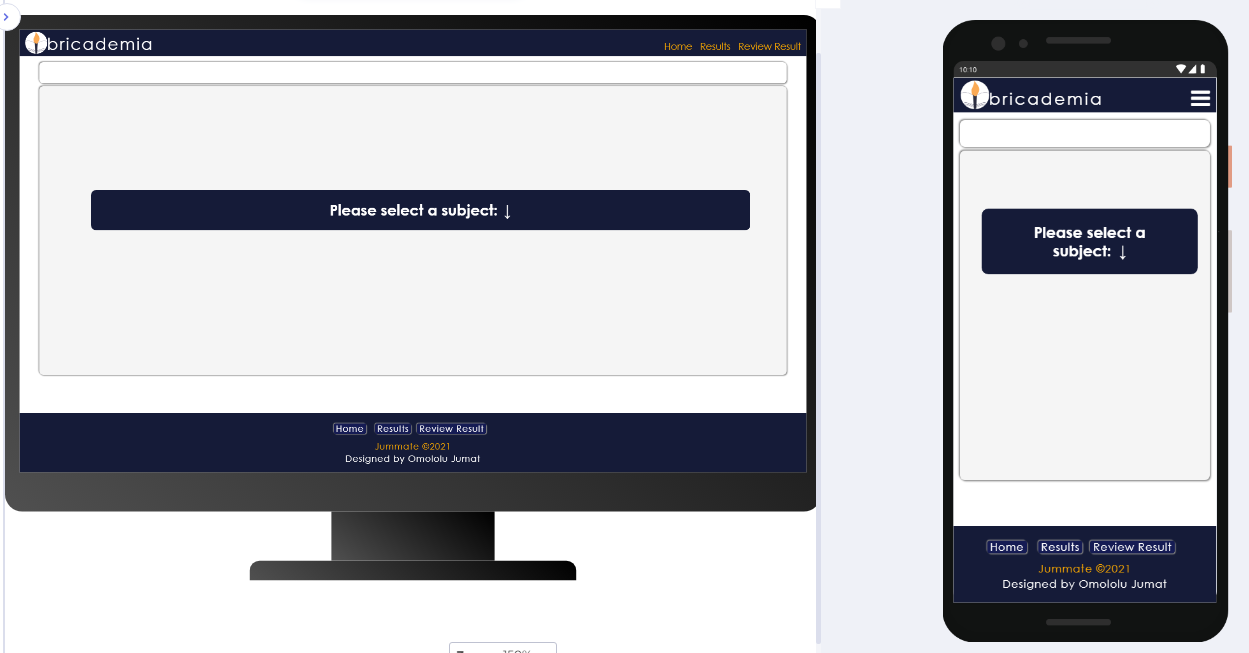 bricademia
Home Results Review Result
Please select a subject: ↓
Home Results Review Result
Jummate ©2021
Designed by Omololu Jumat
10:10
bricademia
Please select a
subject: ↓
Home Results Review Result
Jummate ©2021
Designed by Omololu Jumat